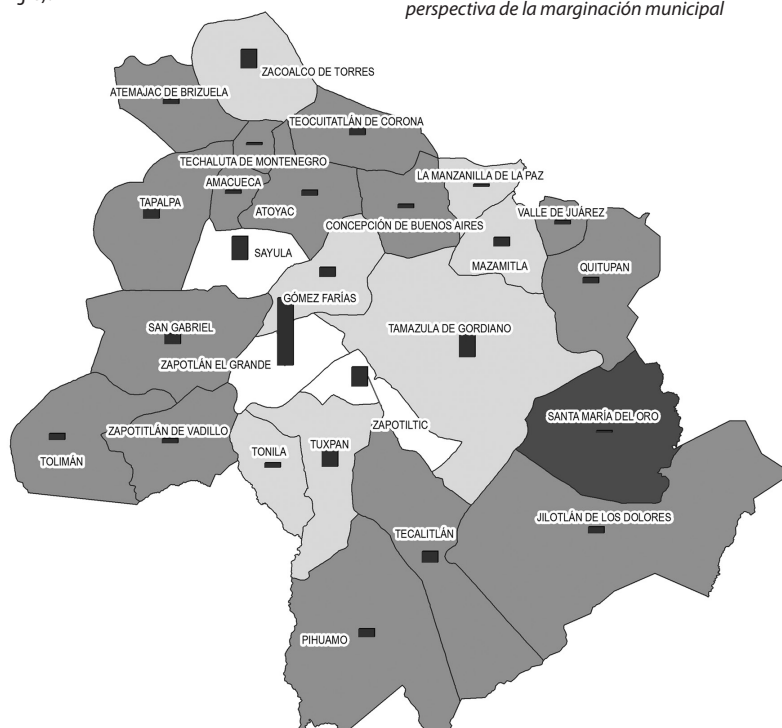 perspectiva de la marginación municipal
ZACOALCO DE TORRES
ATEMAJAC DE BRIZUELA
TEOCUITATLÁN DE CORONA
TECHALUTA DE MONTENEGRO
LA MANZANILLA DE LA PAZ
AMACUECA
TAPALPA
ATOYAC
VALLE DE JUÁREZ
CONCEPCIÓN DE BUENOS AIRES
SAYULA
MAZAMITLA
QUITUPAN
GÓMEZ FARÍAS
SAN GABRIEL
TAMAZULA DE GORDIANO
ZAPOTLÁN EL GRANDE
SANTA MARÍA DEL ORO
ZAPOTILTIC
ZAPOTITLÁN DE VADILLO
TUXPAN
TONILA
TOLIMÁN
JILOTLÁN DE LOS DOLORES
TECALITLÁN
PIHUAMO